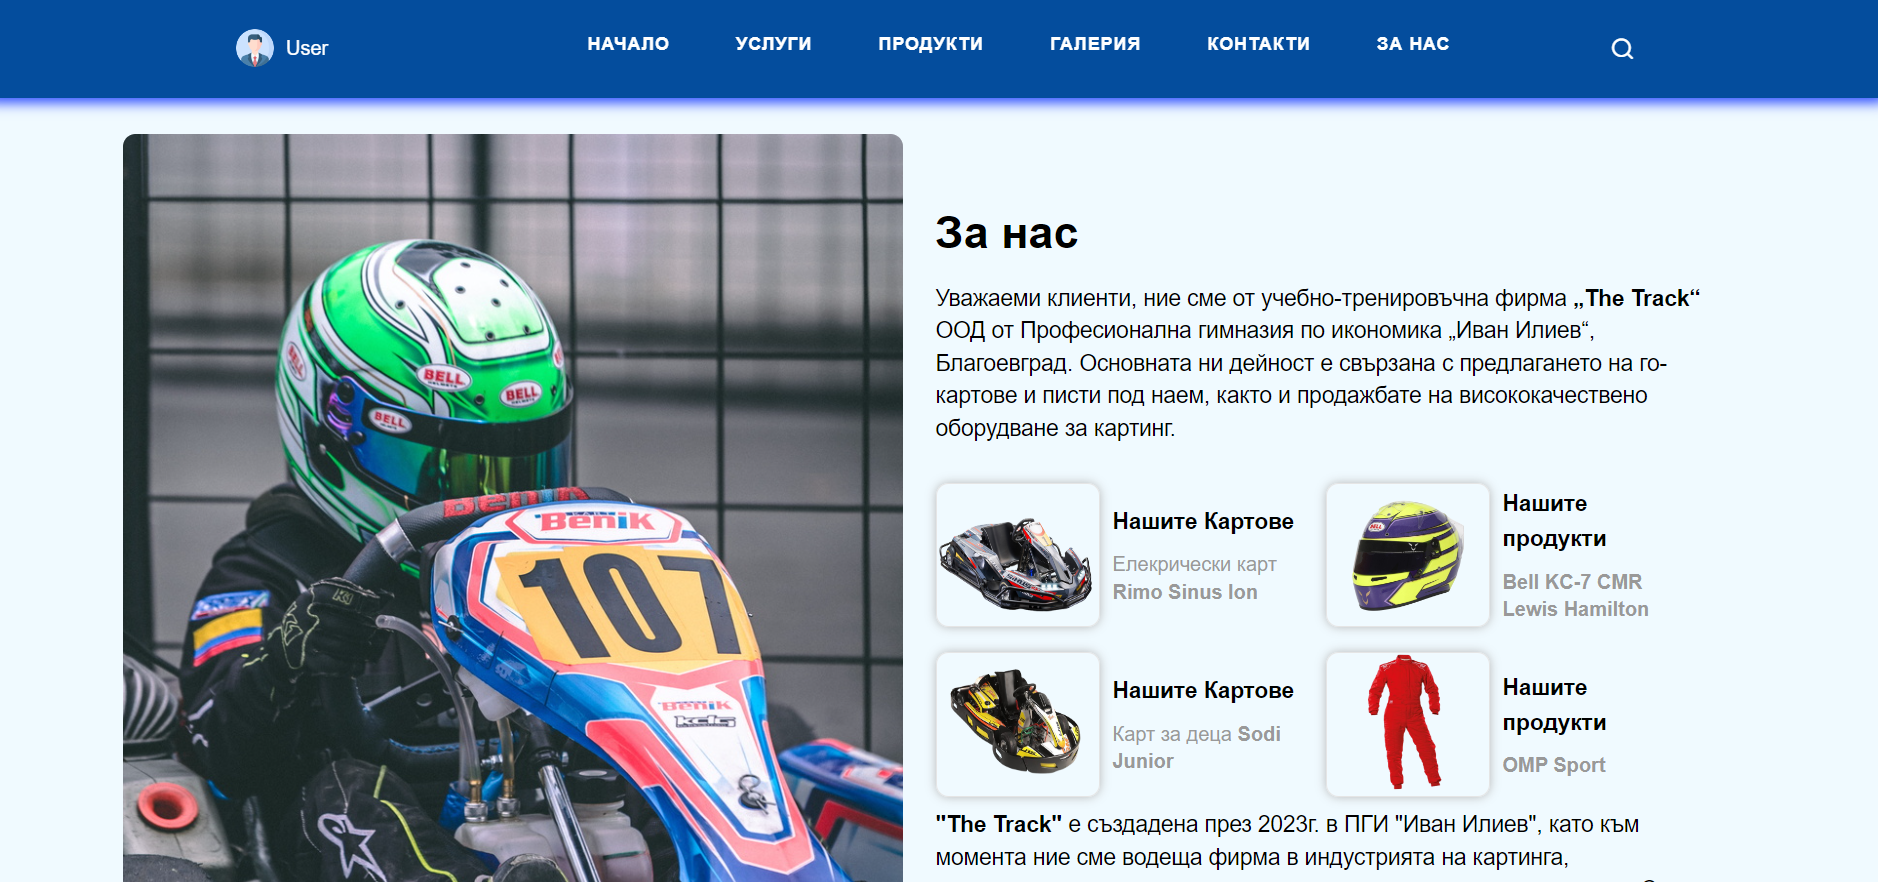 User
НАЧАЛО
УСЛУГИ
ПРОДУКТИ
ГАЛЕРИЯ
КОНТАКТИ
ЗА НАС
BELL
BELL
BELL
BeniK
107
BeniK
За нас
Уважаеми клиенти, ние сме от учебно-тренировъчна фирма „The Track“
ООД от Професионална гимназия по икономика „Иван Илиев“,
Благоевград. Основната ни дейност е свързана с предлагането на го-
картове и писти под наем, както и продажбате на висококачествено
оборудване за картинг.
Нашите Картове
Елекрически карт
Rimo Sinus Ion
Нашите
продукти
Bell KC-7 CMR
Lewis Hamilton
Нашите Картове
Карт за деца Sodi
Junior
Нашите
продукти
OMP Sport
"The Track" е създадена през 2023г. в ПГИ "Иван Илиев", като към
момента ние сме водеща фирма в индустрията на картинга,